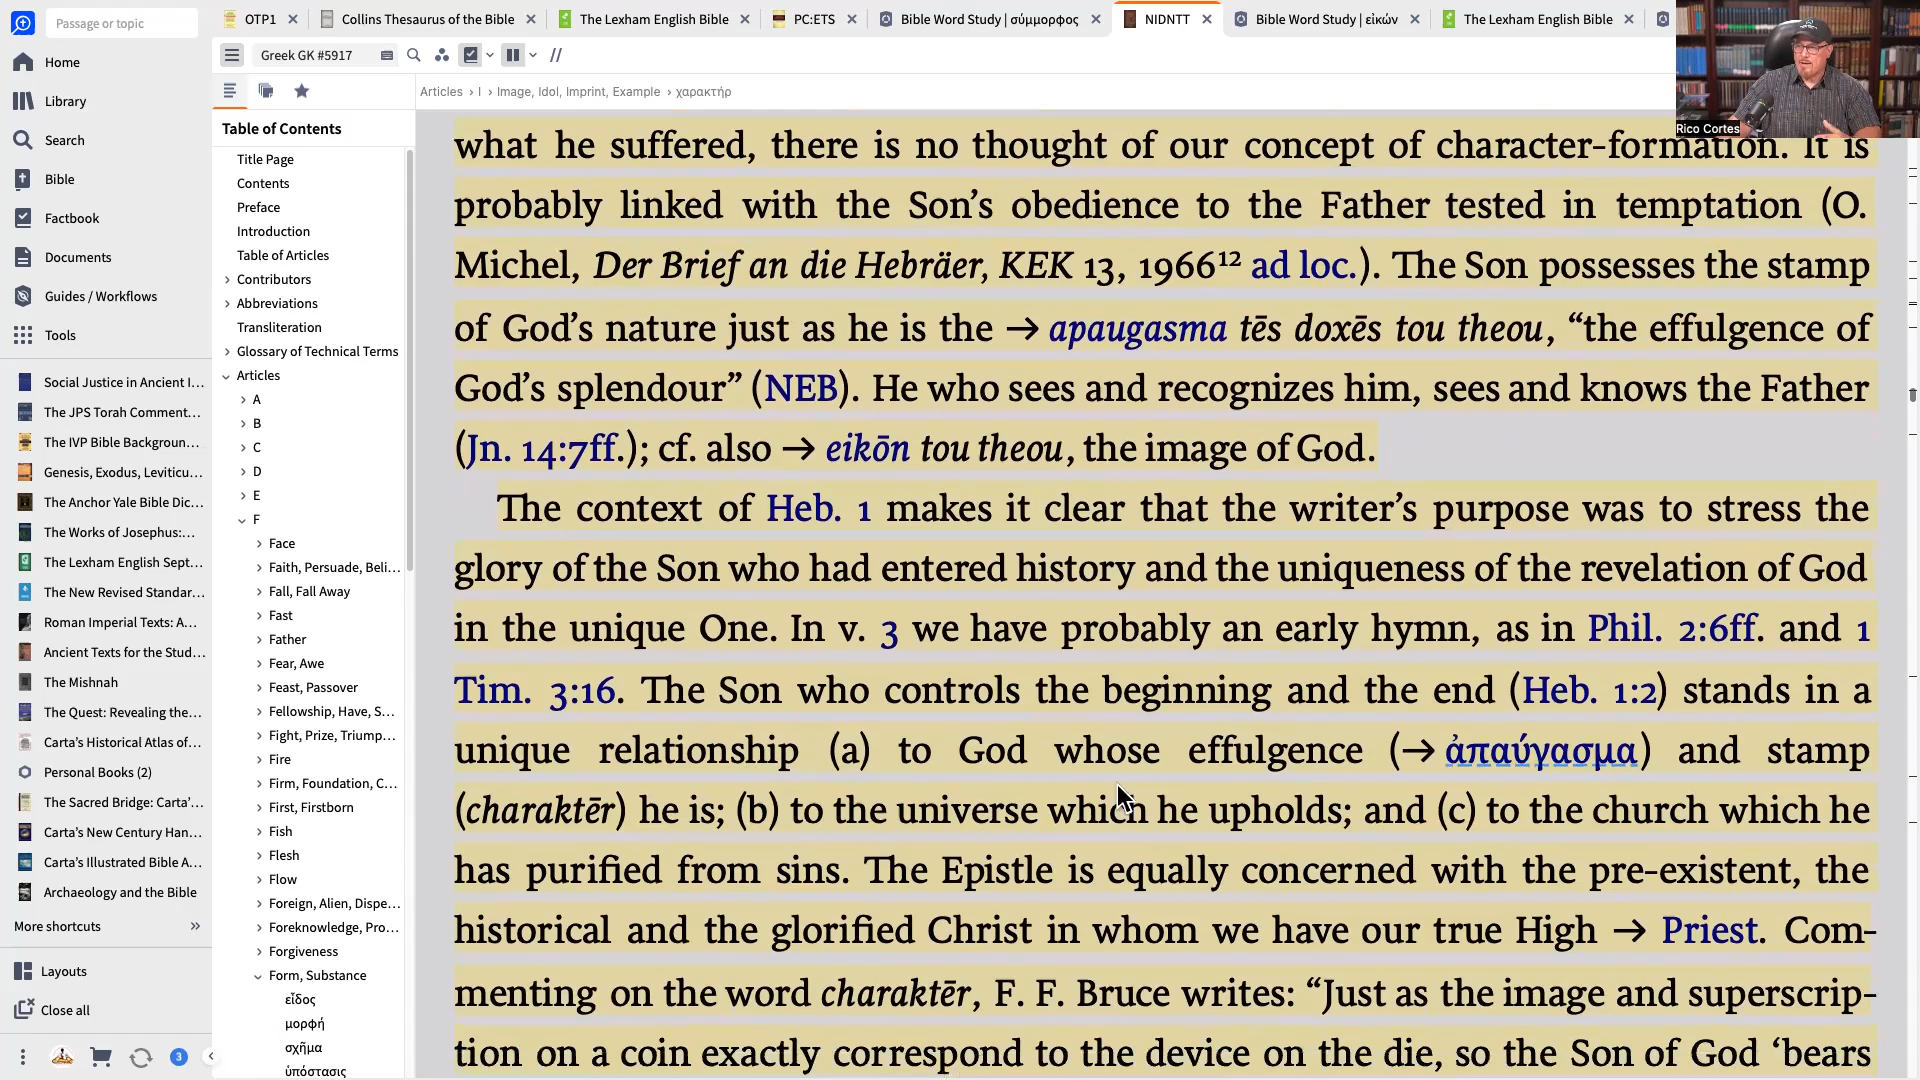 Passage or topic
Home
Library
Search
Bible
Factbook
Documents
Guides / Workflows
Tools
Social Justice in Ancient I...
The JPS Torah Comment...
The IVP Bible Backgroun...
Genesis, Exodus, Leviticu...
The Anchor Yale Bible Dic...
The Works of Josephus:...
The Lexham English Sept...
The New Revised Standar...
Roman Imperial Texts: A...
Ancient Texts for the Stud...
The Mishnah
The Quest: Revealing the...
Carta's Historical Atlas of...
Personal Books (2)
The Sacred Bridge: Carta'...
Carta's New Century Han...
Carta's Illustrated Bible A...
Archaeology and the Bible
More shortcuts »
Layouts
Close all
3
OTP1 Collins Thesaurus of the Bible The Lexham English Bible PC:ETS Bible Word Study | σύμμορφος NIDNTT Bible Word Study | εἰκών The Lexham English Bible
Greek GK #5917 //
Articles › I › Image, Idol, Imprint, Example › χαρακτήρ
Table of Contents
Title Page
Contents
Preface
Introduction
Table of Articles
Contributors
Abbreviations
Transliteration
Glossary of Technical Terms
Articles
A
B
C
D
E
F
Face
Faith, Persuade, Beli...
Fall, Fall Away
Fast
Father
Fear, Awe
Feast, Passover
Fellowship, Have, S...
Fight, Prize, Triump...
Fire
Firm, Foundation, C...
First, Firstborn
Fish
Flesh
Flow
Foreign, Alien, Dispe...
Foreknowledge, Pro...
Forgiveness
Form, Substance
εἶδος
μορφή
σχῆμα
ὑπόστασις
what he suffered, there is no thought of our concept of character-formation. It is
probably linked with the Son's obedience to the Father tested in temptation (O.
Michel, Der Brief an die Hebräer, KEK 13, 1966¹² ad loc.). The Son possesses the stamp
of God's nature just as he is the → apaugasma tēs doxēs tou theou, “the effulgence of
God's splendour” (NEB). He who sees and recognizes him, sees and knows the Father
(Jn. 14:7ff.); cf. also → eikōn tou theou, the image of God.
The context of Heb. 1 makes it clear that the writer's purpose was to stress the
glory of the Son who had entered history and the uniqueness of the revelation of God
in the unique One. In v. 3 we have probably an early hymn, as in Phil. 2:6ff. and 1
Tim. 3:16. The Son who controls the beginning and the end (Heb. 1:2) stands in a
unique relationship (a) to God whose effulgence (→ ἀπαύγασμα) and stamp
(charaktēr) he is; (b) to the universe which he upholds; and (c) to the church which he
has purified from sins. The Epistle is equally concerned with the pre-existent, the
historical and the glorified Christ in whom we have our true High → Priest. Com-
menting on the word charaktēr, F. F. Bruce writes: “Just as the image and superscrip-
tion on a coin exactly correspond to the device on the die, so the Son of God ‘bears
Rico Cortes